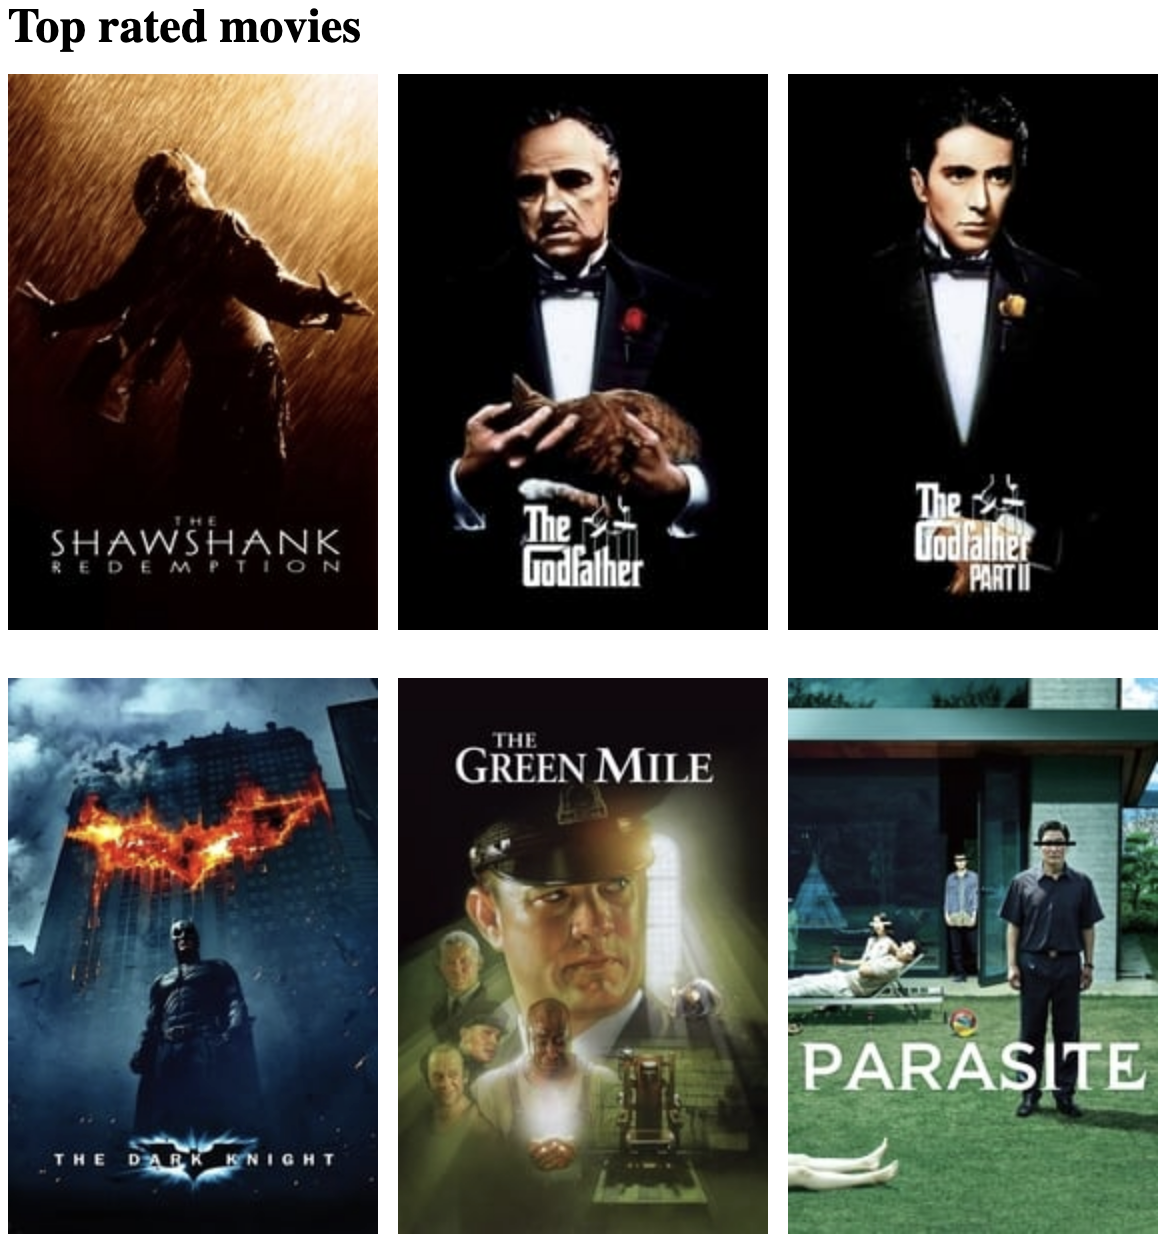 Top rated movies
THE
SHAWSHANK
REDEMPTION
The
Godfather
The
Godfather
PART II
THE DARK KNIGHT
THE
GREEN MILE
PARASITE